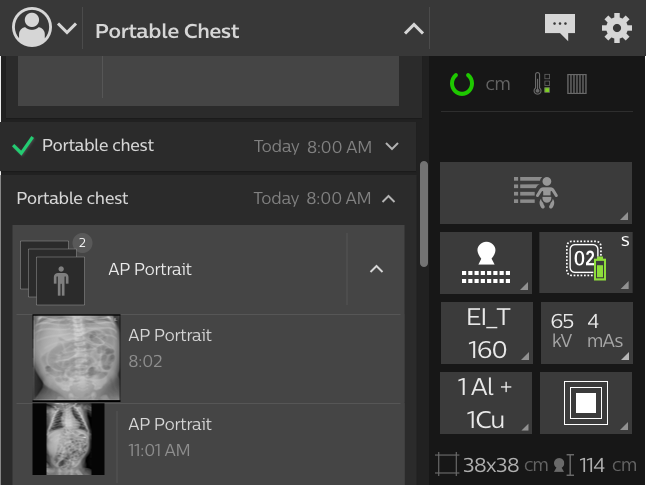 Portable Chest
cm
Portable chest Today 8:00 AM
Portable chest Today 8:00 AM
2
AP Portrait
AP Portrait
8:02
AP Portrait
11:01 AM
S
02
EI_T
160
65 4
kV mAs
1 Al +
1Cu
38x38 cm 114 cm